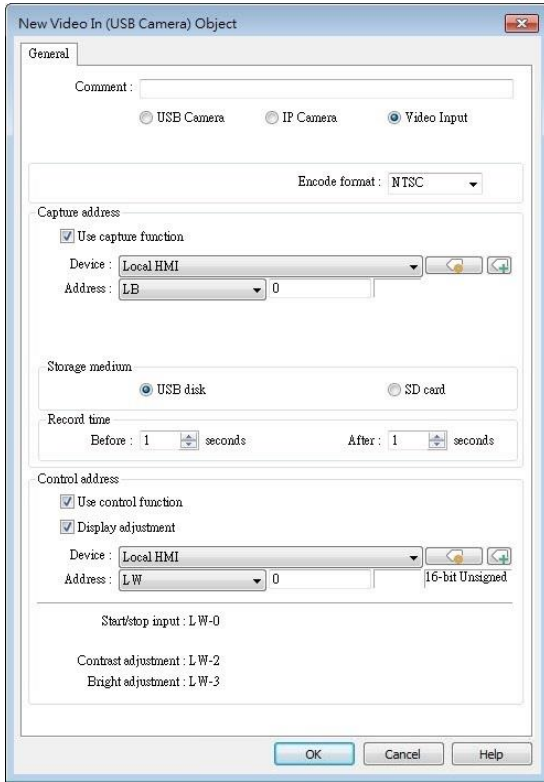 New Video In (USB Camera) Object
General
Comment :
USB Camera IP Camera Video Input
Encode format : NTSC
Capture address
Use capture function
Device : Local HMI
Address : LB 0
Storage medium
USB disk SD card
Record time
Before : 1 seconds After : 1 seconds
Control address
Use control function
Display adjustment
Device : Local HMI
Address : LW 0 16-bit Unsigned
Start/stop input : LW-0
Contrast adjustment : LW-2
Bright adjustment : LW-3
OK Cancel Help